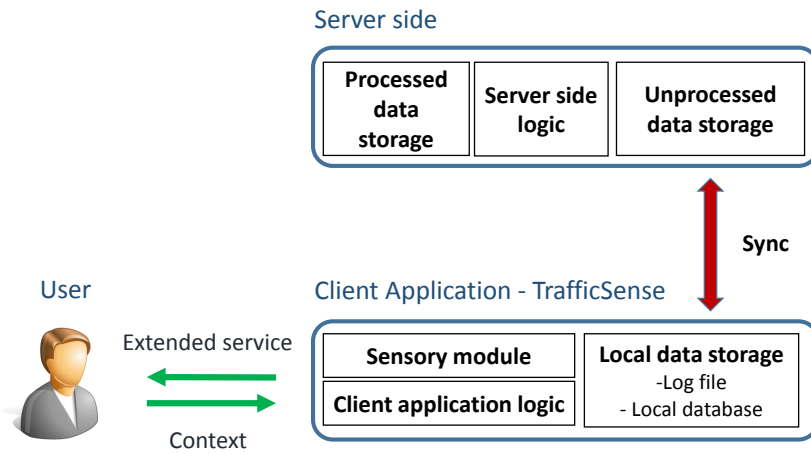 Server side
Processed
data
storage
Server side
logic
Unprocessed
data storage
Sync
User
Client Application - TrafficSense
Extended service
Context
Sensory module
Client application logic
Local data storage
-Log file
- Local database